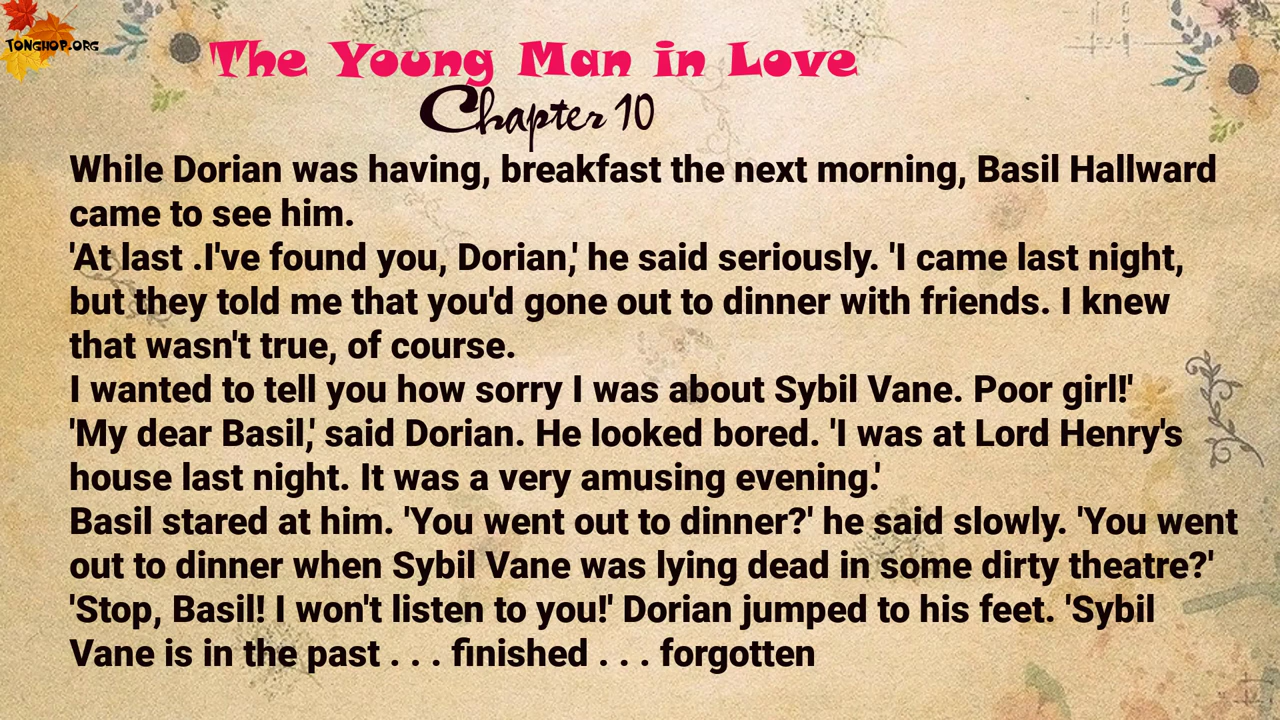 TONGHOP.ORG
The Young Man in Love
Chapter 10
While Dorian was having, breakfast the next morning, Basil Hallward
came to see him.
'At last .I've found you, Dorian,' he said seriously. 'I came last night,
but they told me that you'd gone out to dinner with friends. I knew
that wasn't true, of course.
I wanted to tell you how sorry I was about Sybil Vane. Poor girl!'
'My dear Basil,' said Dorian. He looked bored. 'I was at Lord Henry's
house last night. It was a very amusing evening.'
Basil stared at him. 'You went out to dinner?' he said slowly. 'You went
out to dinner when Sybil Vane was lying dead in some dirty theatre?'
'Stop, Basil! I won't listen to you!' Dorian jumped to his feet. 'Sybil
Vane is in the past . . . finished . . . forgotten